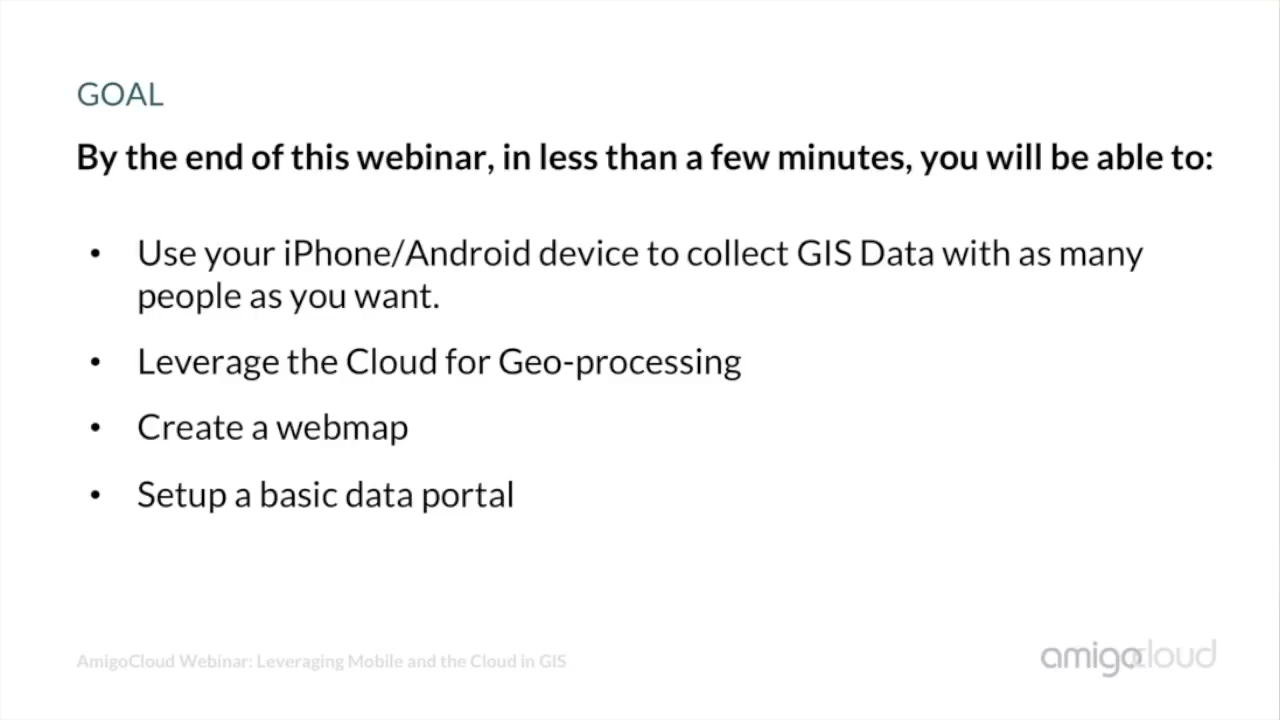 GOAL
By the end of this webinar, in less than a few minutes, you will be able to:
• Use your iPhone/Android device to collect GIS Data with as many
people as you want.
• Leverage the Cloud for Geo-processing
• Create a webmap
• Setup a basic data portal
AmigoCloud Webinar: Leveraging Mobile and the Cloud in GIS
amigocloud